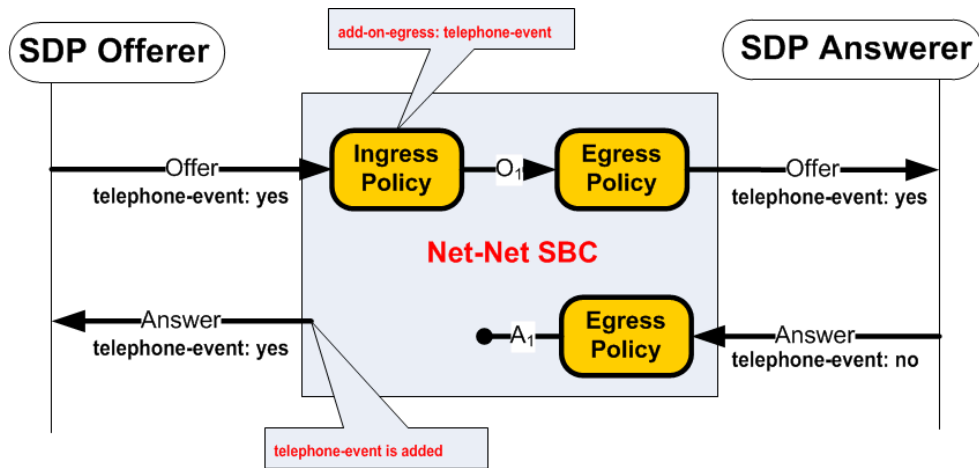 add-on-egress: telephone-event
SDP Offerer
SDP Answerer
Ingress
Policy
Egress
Policy
Offer
O1
Offer
telephone-event: yes
telephone-event: yes
Net-Net SBC
Answer
telephone-event: yes
A1
Egress
Policy
Answer
telephone-event: no
telephone-event is added